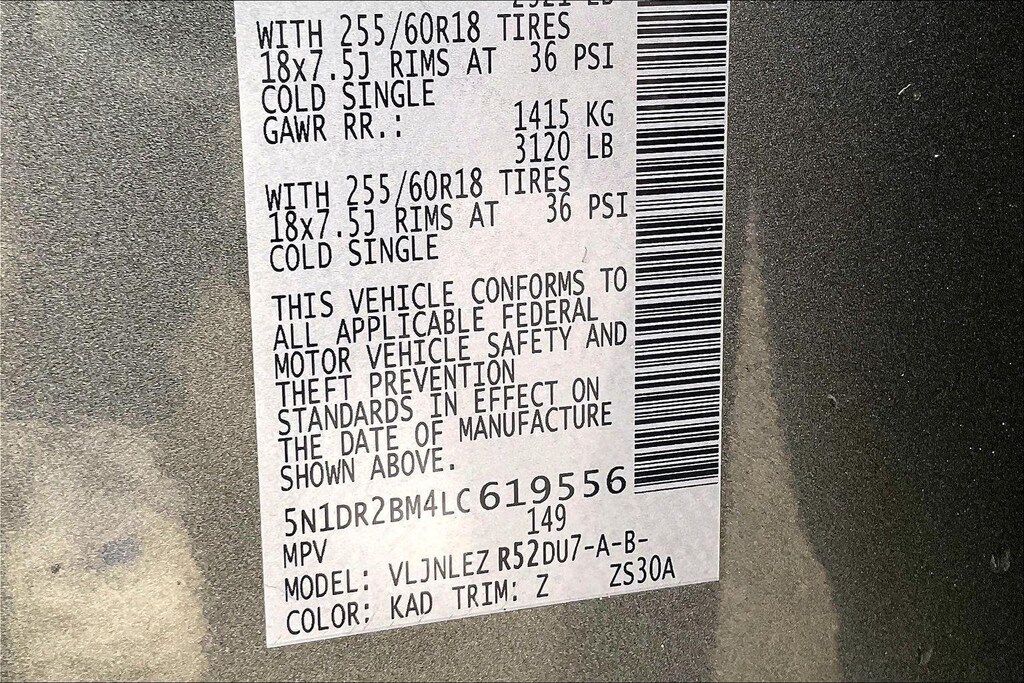 WITH 255/60R18 TIRES
18x7.5J RIMS AT 36 PSI
COLD SINGLE
GAWR RR.: 1415 KG
3120 LB
WITH 255/60R18 TIRES
18x7.5J RIMS AT 36 PSI
COLD SINGLE
THIS VEHICLE CONFORMS TO
ALL APPLICABLE FEDERAL
MOTOR VEHICLE SAFETY AND
THEFT PREVENTION
STANDARDS IN EFFECT ON
THE DATE OF MANUFACTURE
SHOWN ABOVE.
5N1DR2BM4LC619556
MPV 149
MODEL: VLJNLEZ R52DU7-A-B-
COLOR: KAD TRIM: Z ZS30A